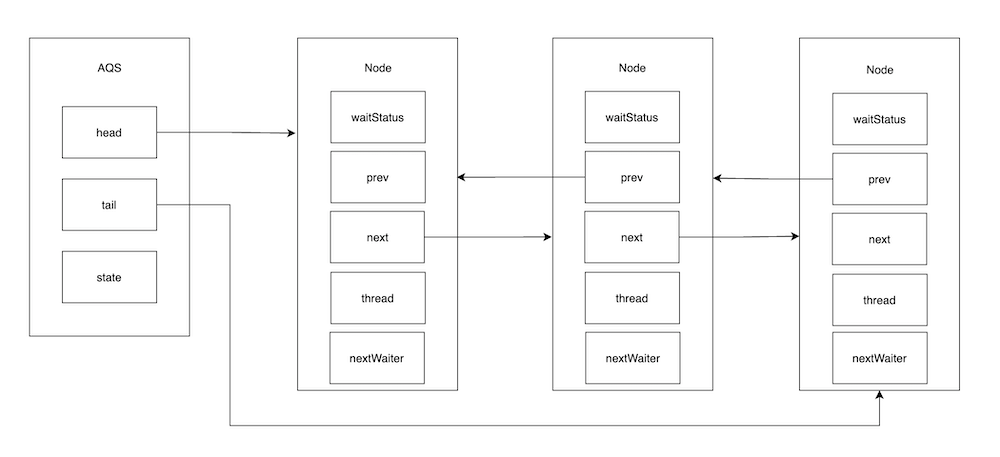 AQS
head
tail
state
Node
waitStatus
prev
next
thread
nextWaiter
Node
waitStatus
prev
next
thread
nextWaiter
Node
waitStatus
prev
next
thread
nextWaiter